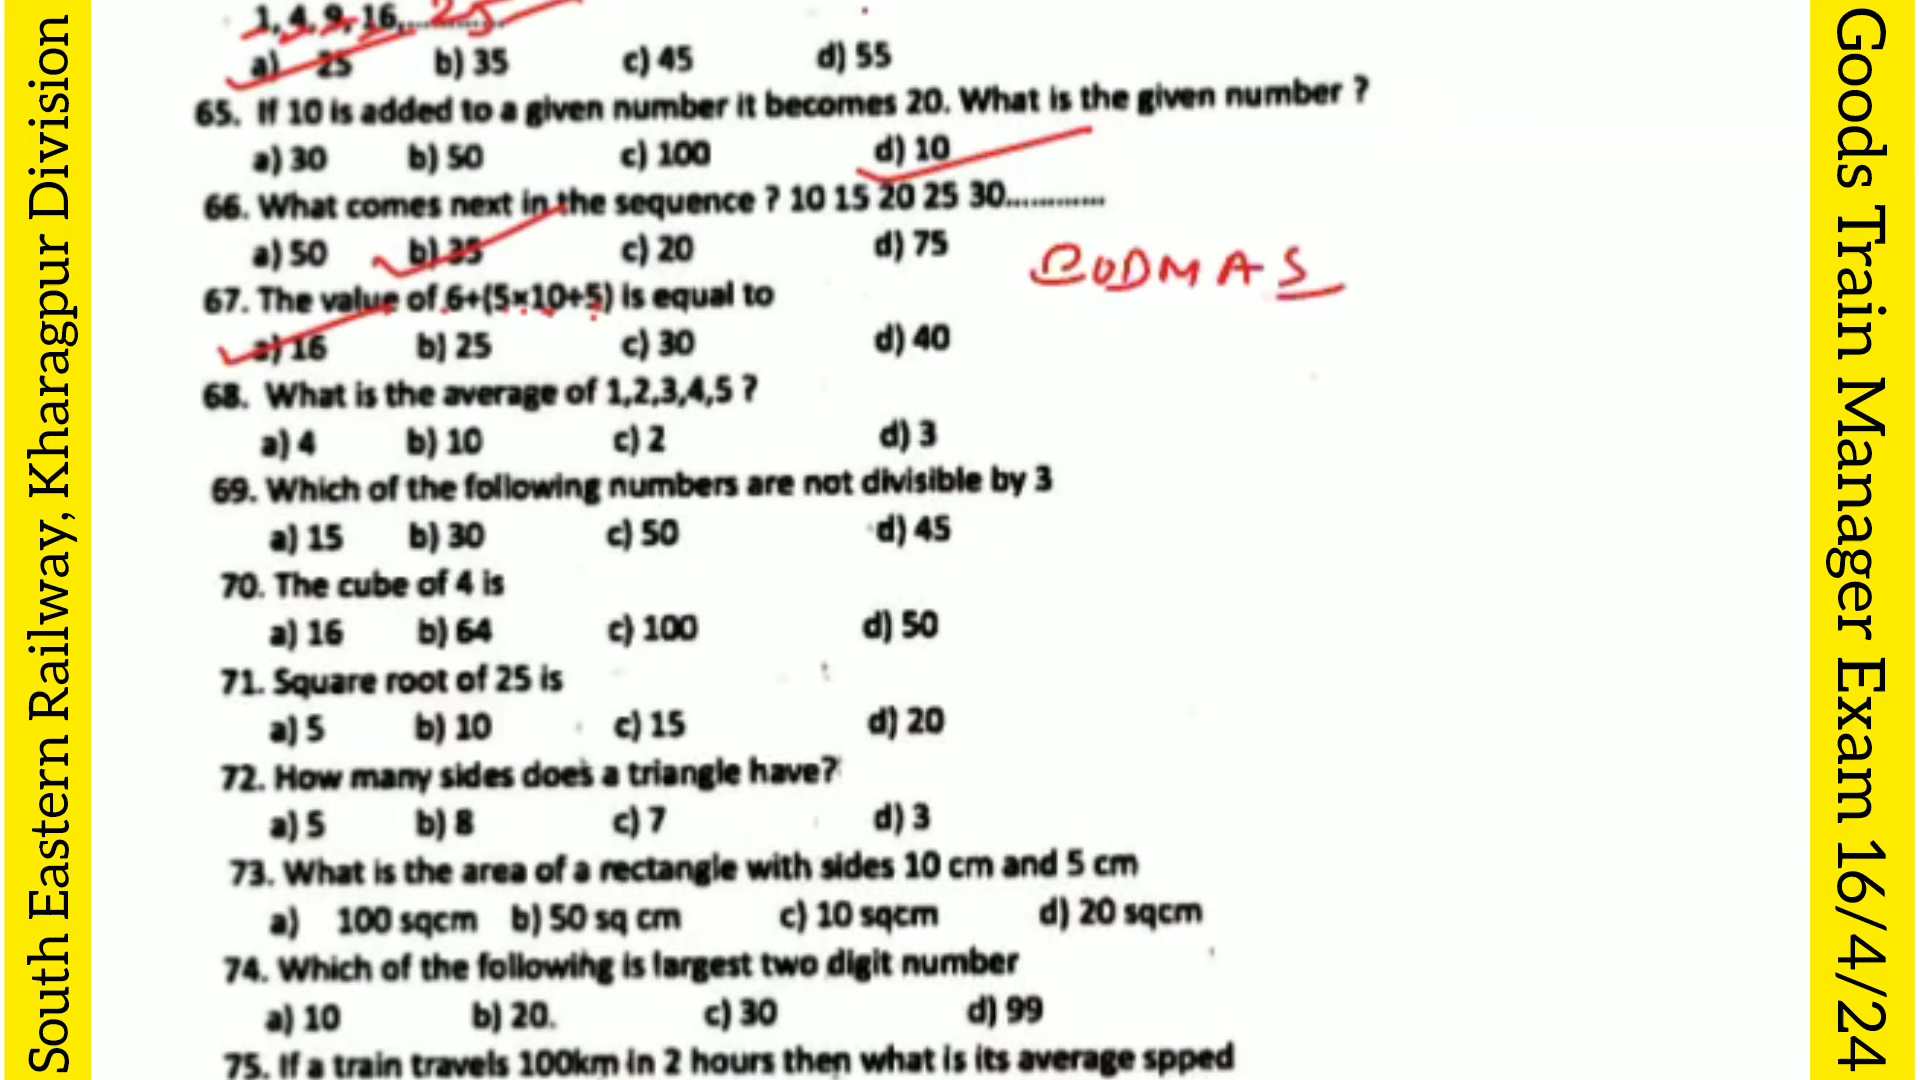 South Eastern Railway, Kharagpur Division
1, 4, 9, 16,............ 25
a) 25 b) 35 c) 45 d) 55
65. If 10 is added to a given number it becomes 20. What is the given number ?
a) 30 b) 50 c) 100 d) 10
66. What comes next in the sequence ? 10 15 20 25 30.............
a) 50 b) 35 c) 20 d) 75
BODMAS
67. The value of 6+(5×10÷5) is equal to
a) 16 b) 25 c) 30 d) 40
68. What is the average of 1,2,3,4,5 ?
a) 4 b) 10 c) 2 d) 3
69. Which of the following numbers are not divisible by 3
a) 15 b) 30 c) 50 d) 45
70. The cube of 4 is
a) 16 b) 64 c) 100 d) 50
71. Square root of 25 is
a) 5 b) 10 c) 15 d) 20
72. How many sides does a triangle have?
a) 5 b) 8 c) 7 d) 3
73. What is the area of a rectangle with sides 10 cm and 5 cm
a) 100 sqcm b) 50 sq cm c) 10 sqcm d) 20 sqcm
74. Which of the following is largest two digit number
a) 10 b) 20. c) 30 d) 99
75. If a train travels 100km in 2 hours then what is its average spped
Goods Train Manager Exam 16/4/24